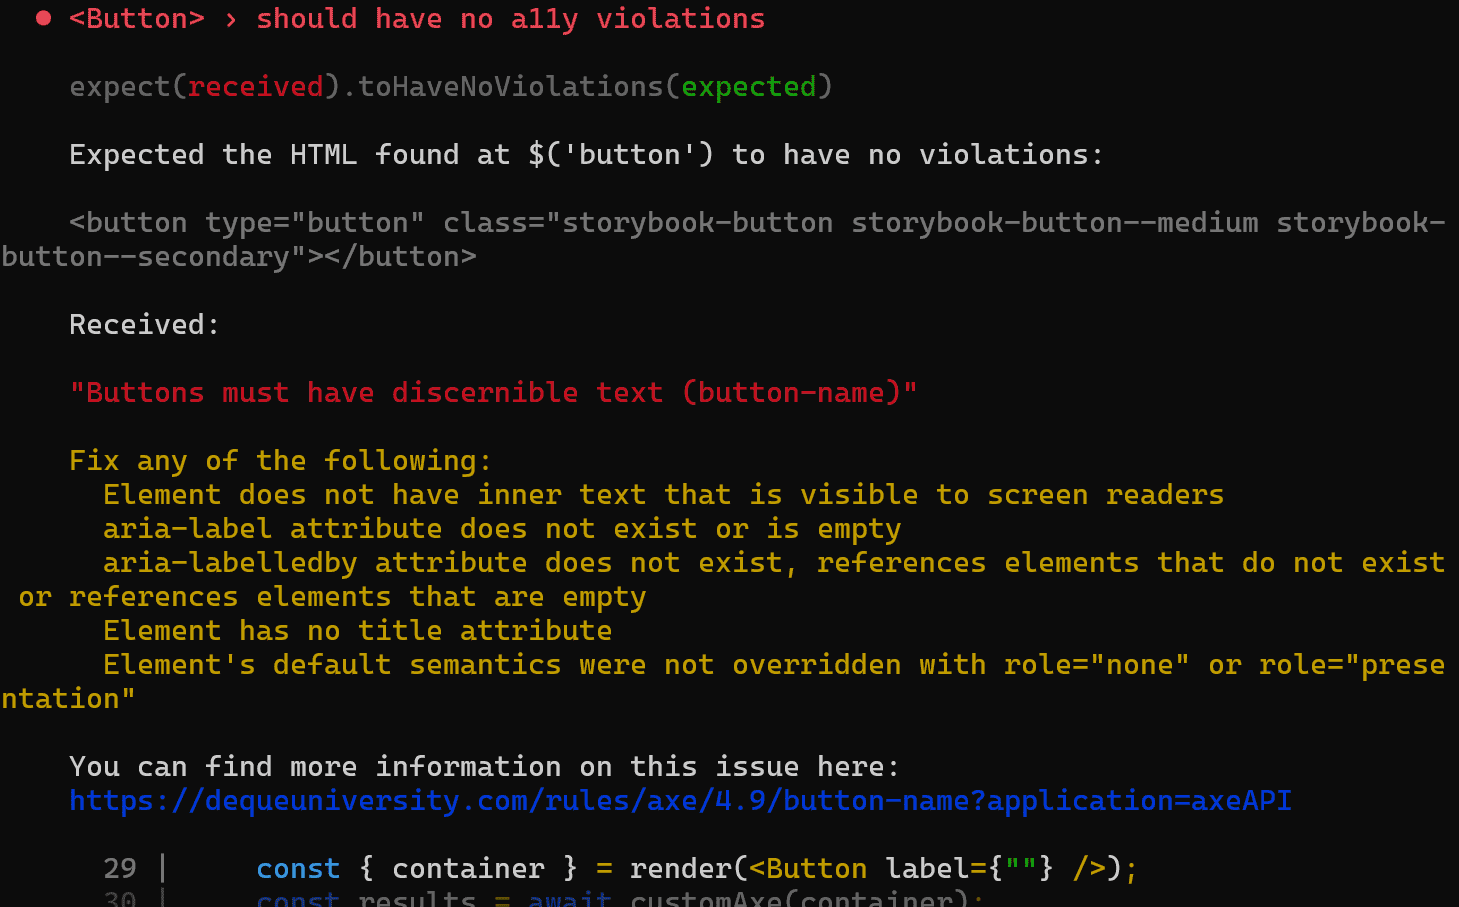 ● <Button> › should have no a11y violations
expect(received).toHaveNoViolations(expected)
Expected the HTML found at $('button') to have no violations:
<button type="button" class="storybook-button storybook-button--medium storybook-
button--secondary"></button>
Received:
"Buttons must have discernible text (button-name)"
Fix any of the following:
Element does not have inner text that is visible to screen readers
aria-label attribute does not exist or is empty
aria-labelledby attribute does not exist, references elements that do not exist
or references elements that are empty
Element has no title attribute
Element's default semantics were not overridden with role="none" or role="prese
ntation"
You can find more information on this issue here:
https://dequeuniversity.com/rules/axe/4.9/button-name?application=axeAPI
29 | const { container } = render(<Button label={""} />);
30 | const results = await customAxe(container);